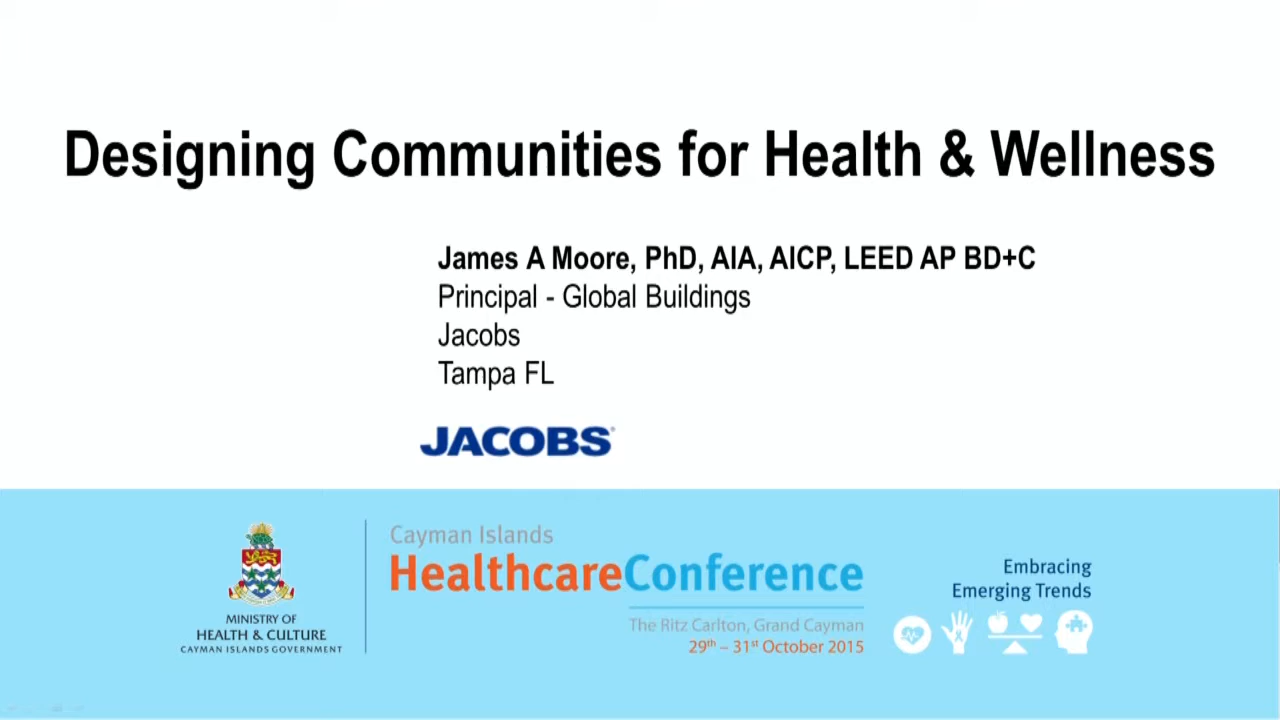 Designing Communities for Health & Wellness
James A Moore, PhD, AIA, AICP, LEED AP BD+C
Principal - Global Buildings
Jacobs
Tampa FL
JACOBS®
MINISTRY OF
HEALTH & CULTURE
CAYMAN ISLANDS GOVERNMENT
Cayman Islands
HealthcareConference
The Ritz Carlton, Grand Cayman
29th – 31st October 2015
Embracing
Emerging Trends